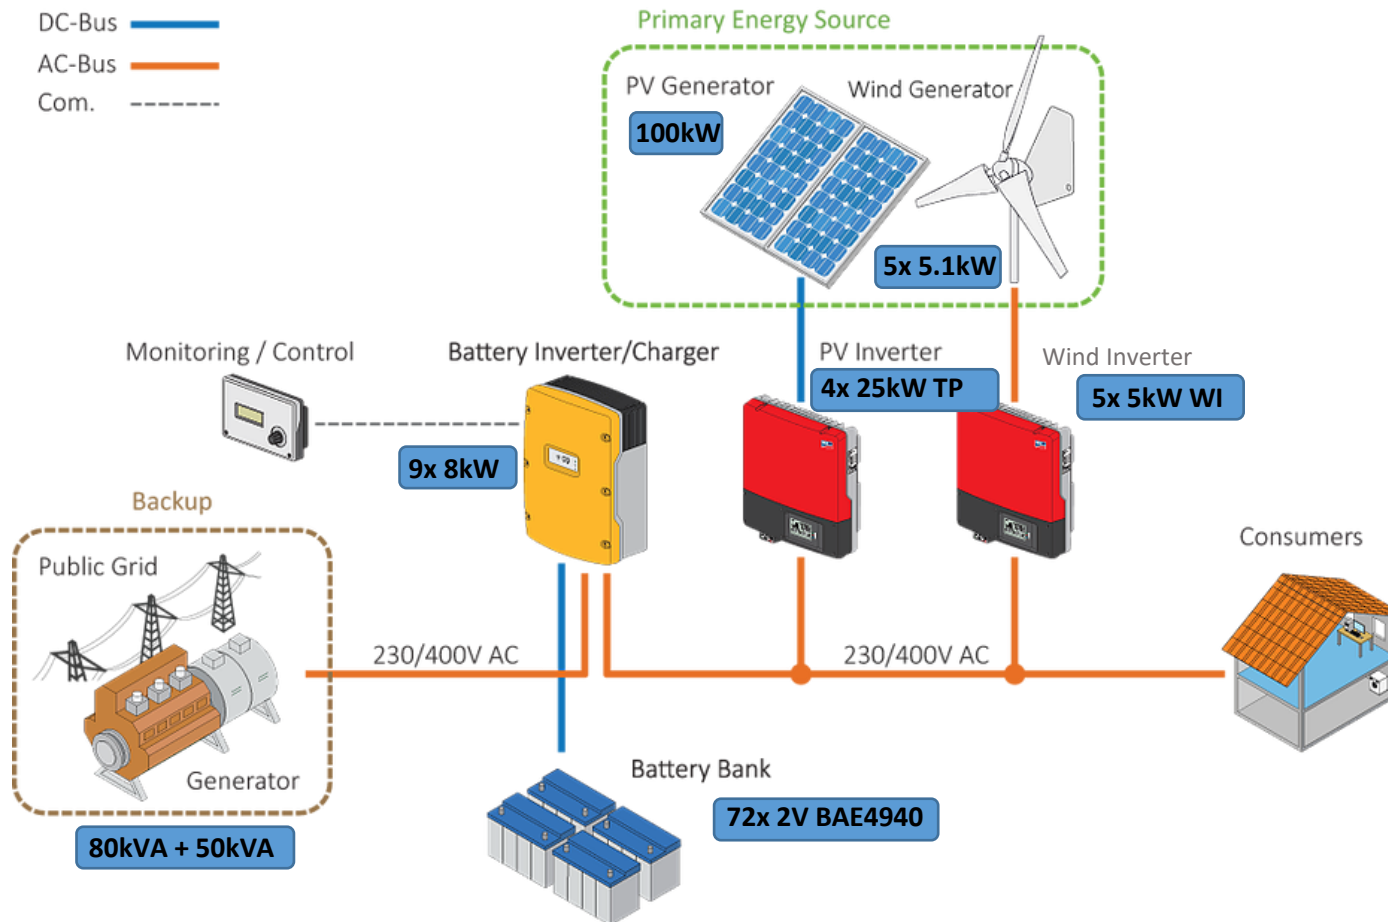 DC-Bus
AC-Bus
Com.
Primary Energy Source
PV Generator
Wind Generator
100kW
5x 5.1kW
Monitoring / Control
Battery Inverter/Charger
PV Inverter
Wind Inverter
4x 25kW TP
5x 5kW WI
9x 8kW
Backup
Public Grid
Consumers
230/400V AC
230/400V AC
Generator
Battery Bank
72x 2V BAE4940
80kVA + 50kVA